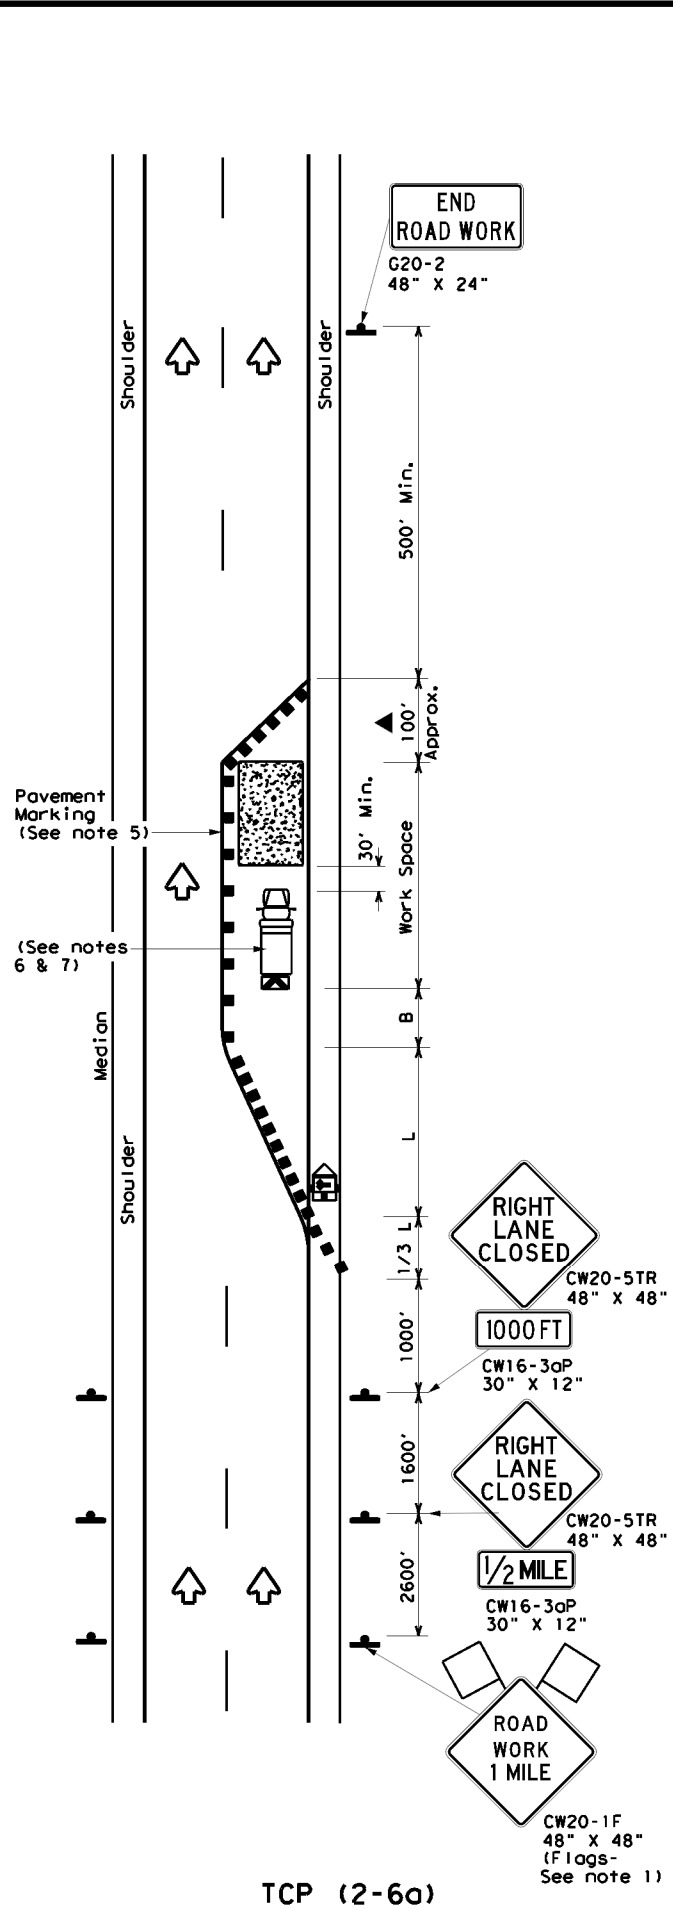 END
ROAD WORK
G20-2
48" X 24"
Shoulder
Shoulder
500' Min.
100'
Approx.
30' Min.
Pavement
Marking
(See note 5)
Work Space
(See notes
6 & 7)
B
Median
L
Shoulder
1/3 L
RIGHT
LANE
CLOSED
CW20-5TR
48" X 48"
1000 FT
1000'
CW16-3aP
30" X 12"
RIGHT
LANE
CLOSED
1600'
CW20-5TR
48" X 48"
1/2 MILE
2600'
CW16-3aP
30" X 12"
ROAD
WORK
1 MILE
CW20-1F
48" X 48"
(Flags-
See note 1)
TCP (2-6a)